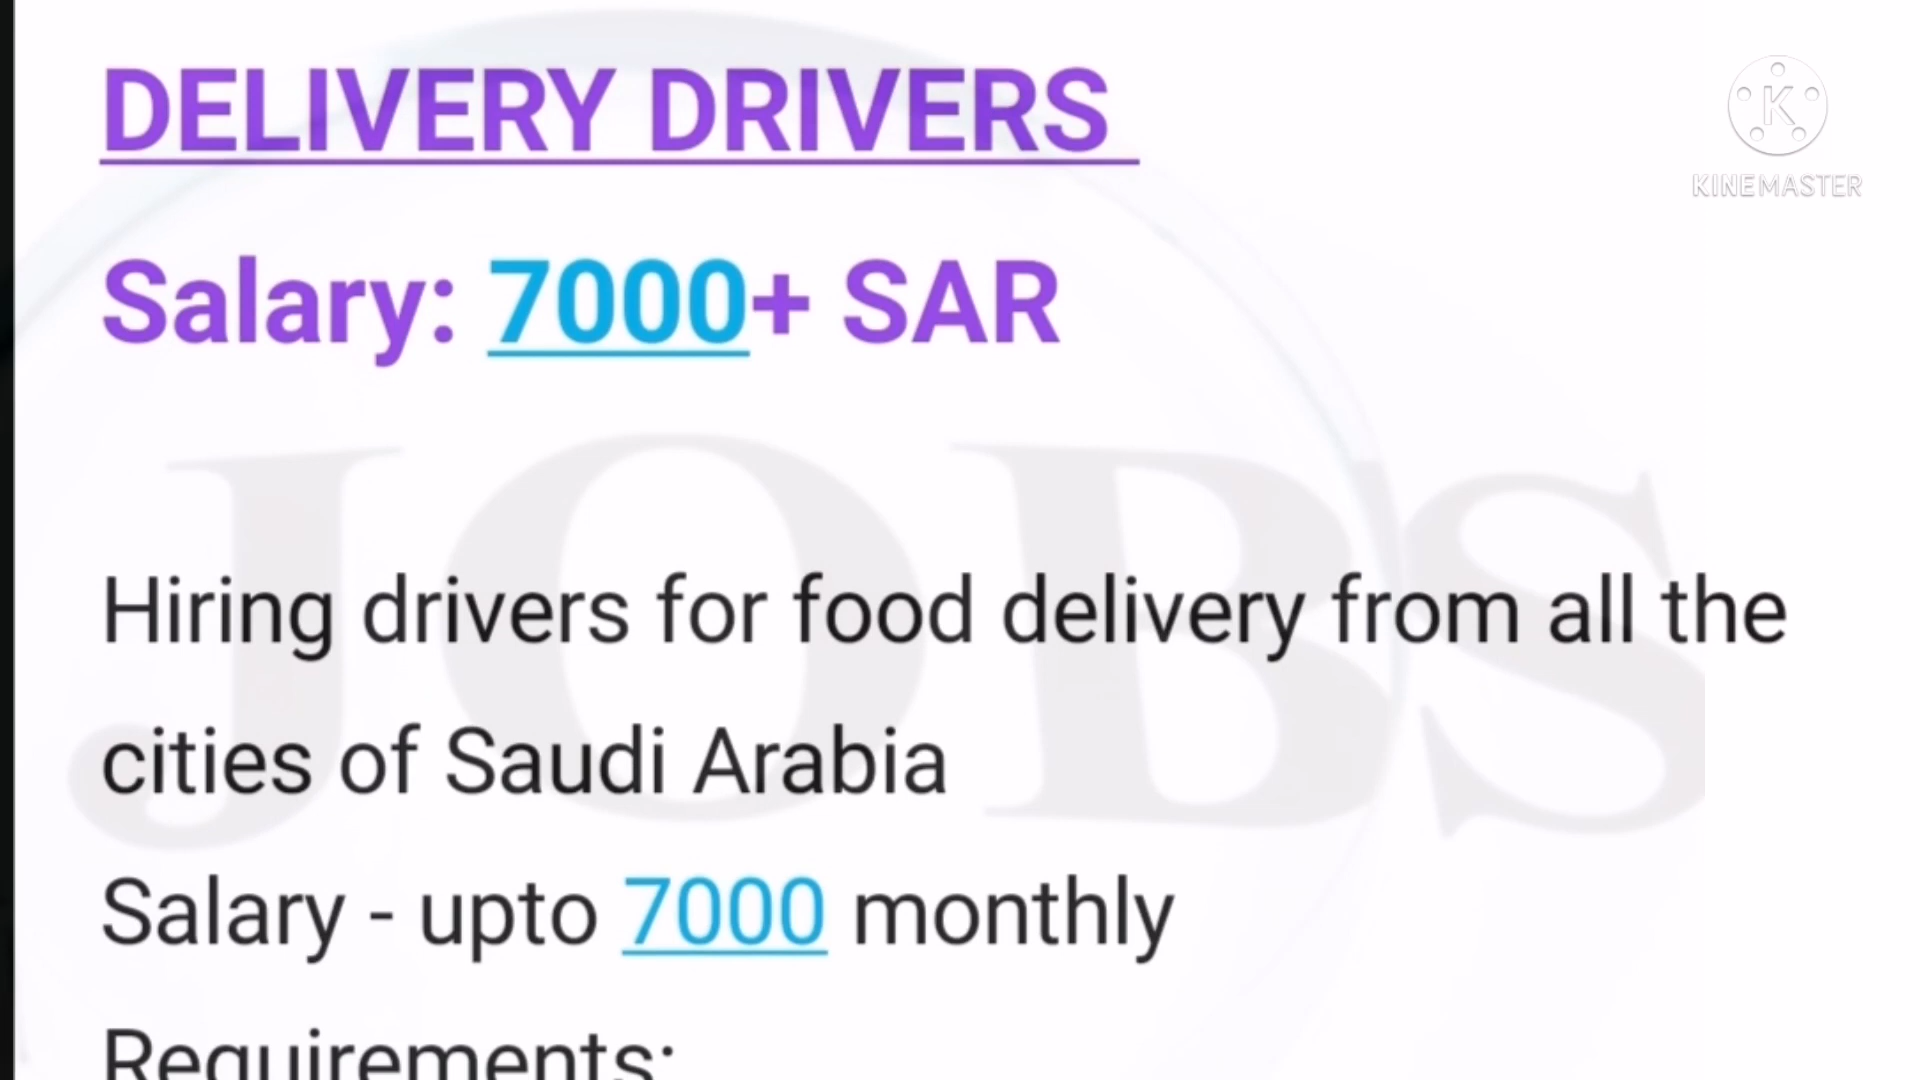 DELIVERY DRIVERS
KINEMASTER
Salary: 7000+ SAR
JOBS
Hiring drivers for food delivery from all the
cities of Saudi Arabia
Salary - upto 7000 monthly
Requirements: